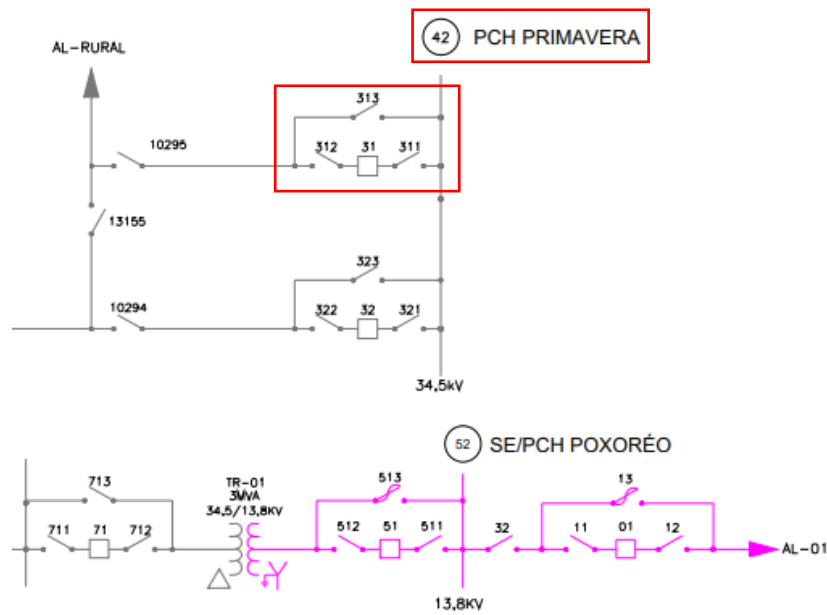 42 PCH PRIMAVERA
AL-RURAL
313
10295
312 31 311
13155
323
10294
322 32 321
34,5kV
52 SE/PCH POXORÉO
713
TR-01
3MVA
34.5/13,8KV
513
13
711 71 712
512 51 511
32
11 01 12
AL-01
13,8KV